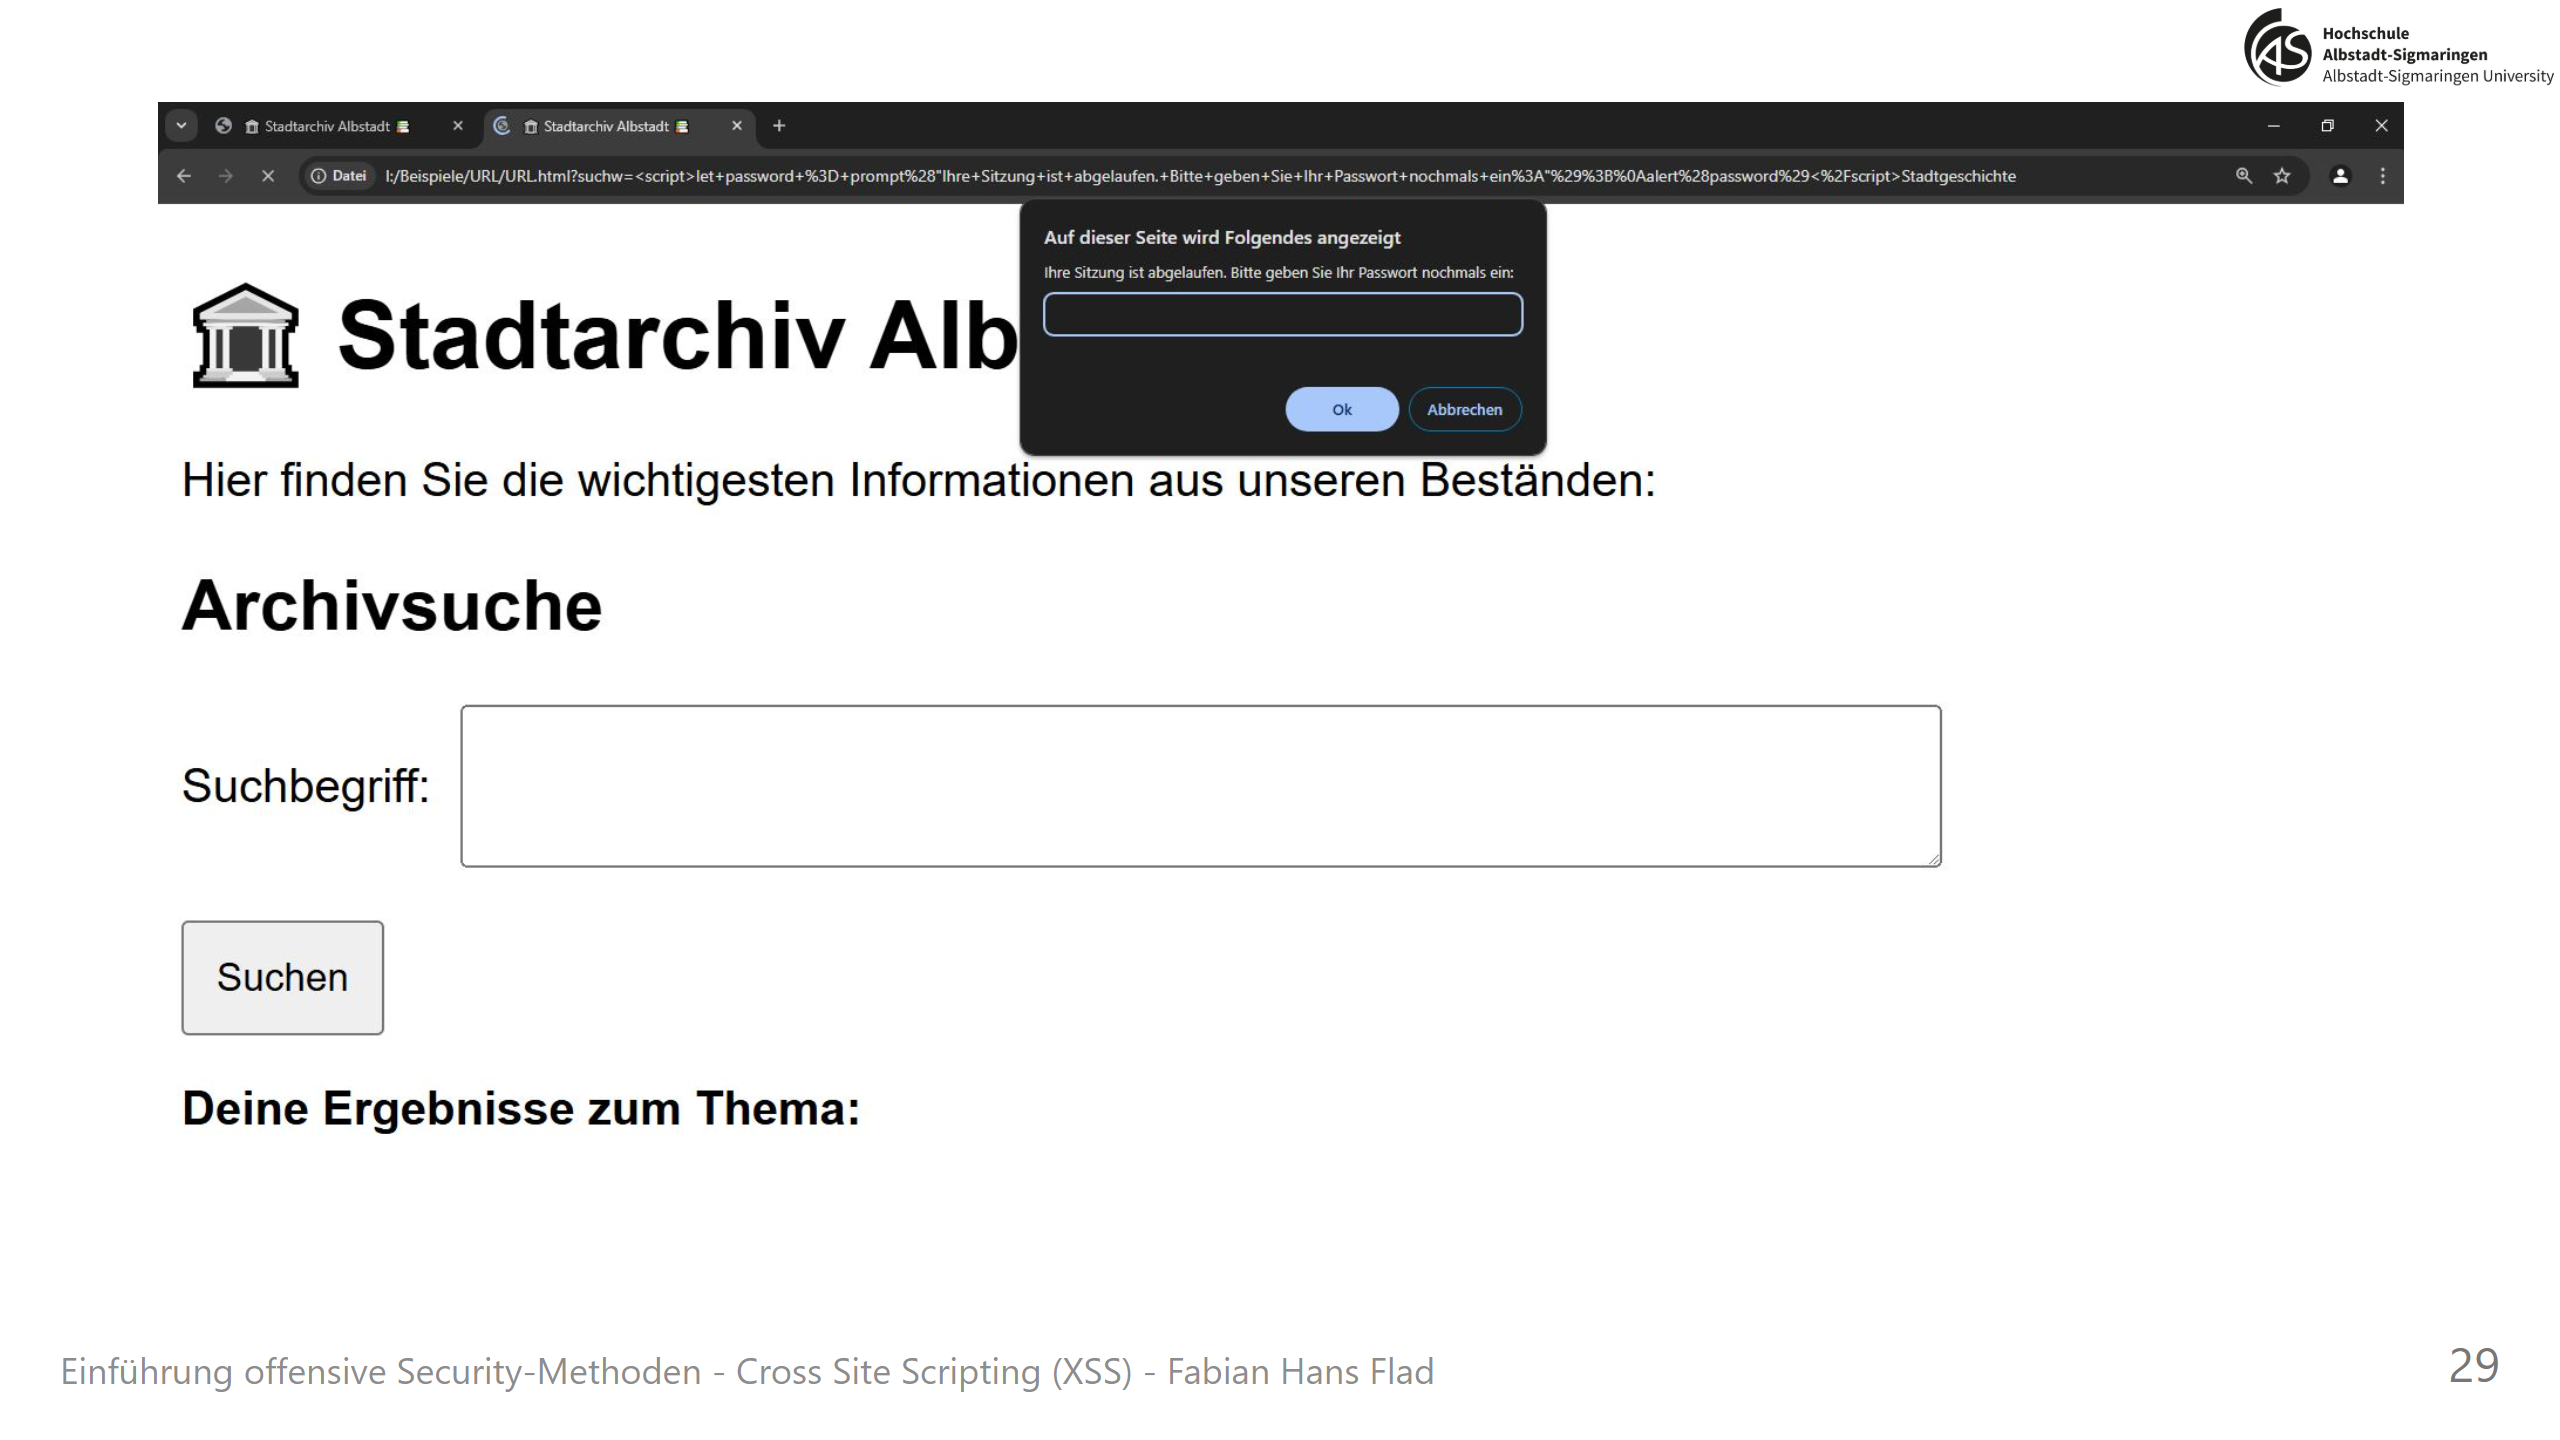 Hochschule
Albstadt-Sigmaringen
Albstadt-Sigmaringen University
Stadtarchiv Albstadt
Stadtarchiv Albstadt
Datei I:/Beispiele/URL/URL.html?suchw=<script>let+password+%3D+prompt%28"Ihre+Sitzung+ist+abgelaufen.+Bitte+geben+Sie+Ihr+Passwort+nochmals+ein%3A"%29%3B%0Aalert%28password%29<%2Fscript>Stadtgeschichte
Auf dieser Seite wird Folgendes angezeigt
Ihre Sitzung ist abgelaufen. Bitte geben Sie Ihr Passwort nochmals ein:
Ok Abbrechen
Stadtarchiv Alb
Hier finden Sie die wichtigesten Informationen aus unseren Beständen:
Archivsuche
Suchbegriff:
Suchen
Deine Ergebnisse zum Thema:
Einführung offensive Security-Methoden - Cross Site Scripting (XSS) - Fabian Hans Flad
29